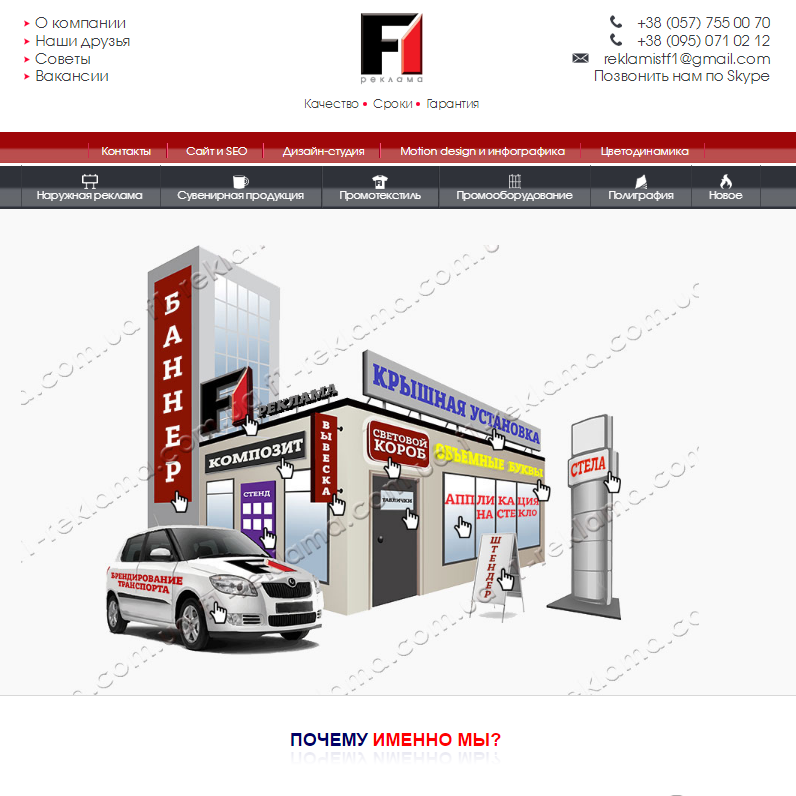 О компании
Наши друзья
Советы
Вакансии
F1
реклама
Качество • Сроки • Гарантия
+38 (057) 755 00 70
+38 (095) 071 02 12
reklamistf1@gmail.com
Позвонить нам по Skype
Контакты
Сайт и SEO
Дизайн-студия
Motion design и инфографика
Цветодинамика
Наружная реклама
Сувенирная продукция
Промотекстиль
Промооборудование
Полиграфия
Новое
БАННЕР
F1 РЕКЛАМА
КРЫШНАЯ УСТАНОВКА
КОМПОЗИТ
ВЫВЕСКА
СВЕТОВОЙ
КОРОБ
ОБЪЕМНЫЕ БУКВЫ
СТЕЛА
СТЕНД
ТАБЛИЧКИ
АППЛИКАЦИЯ
НА СТЕКЛО
ШТЕНДЕР
БРЕНДИРОВАНИЕ
ТРАНСПОРТА
f1-reklama.com.ua
ПОЧЕМУ ИМЕННО МЫ?